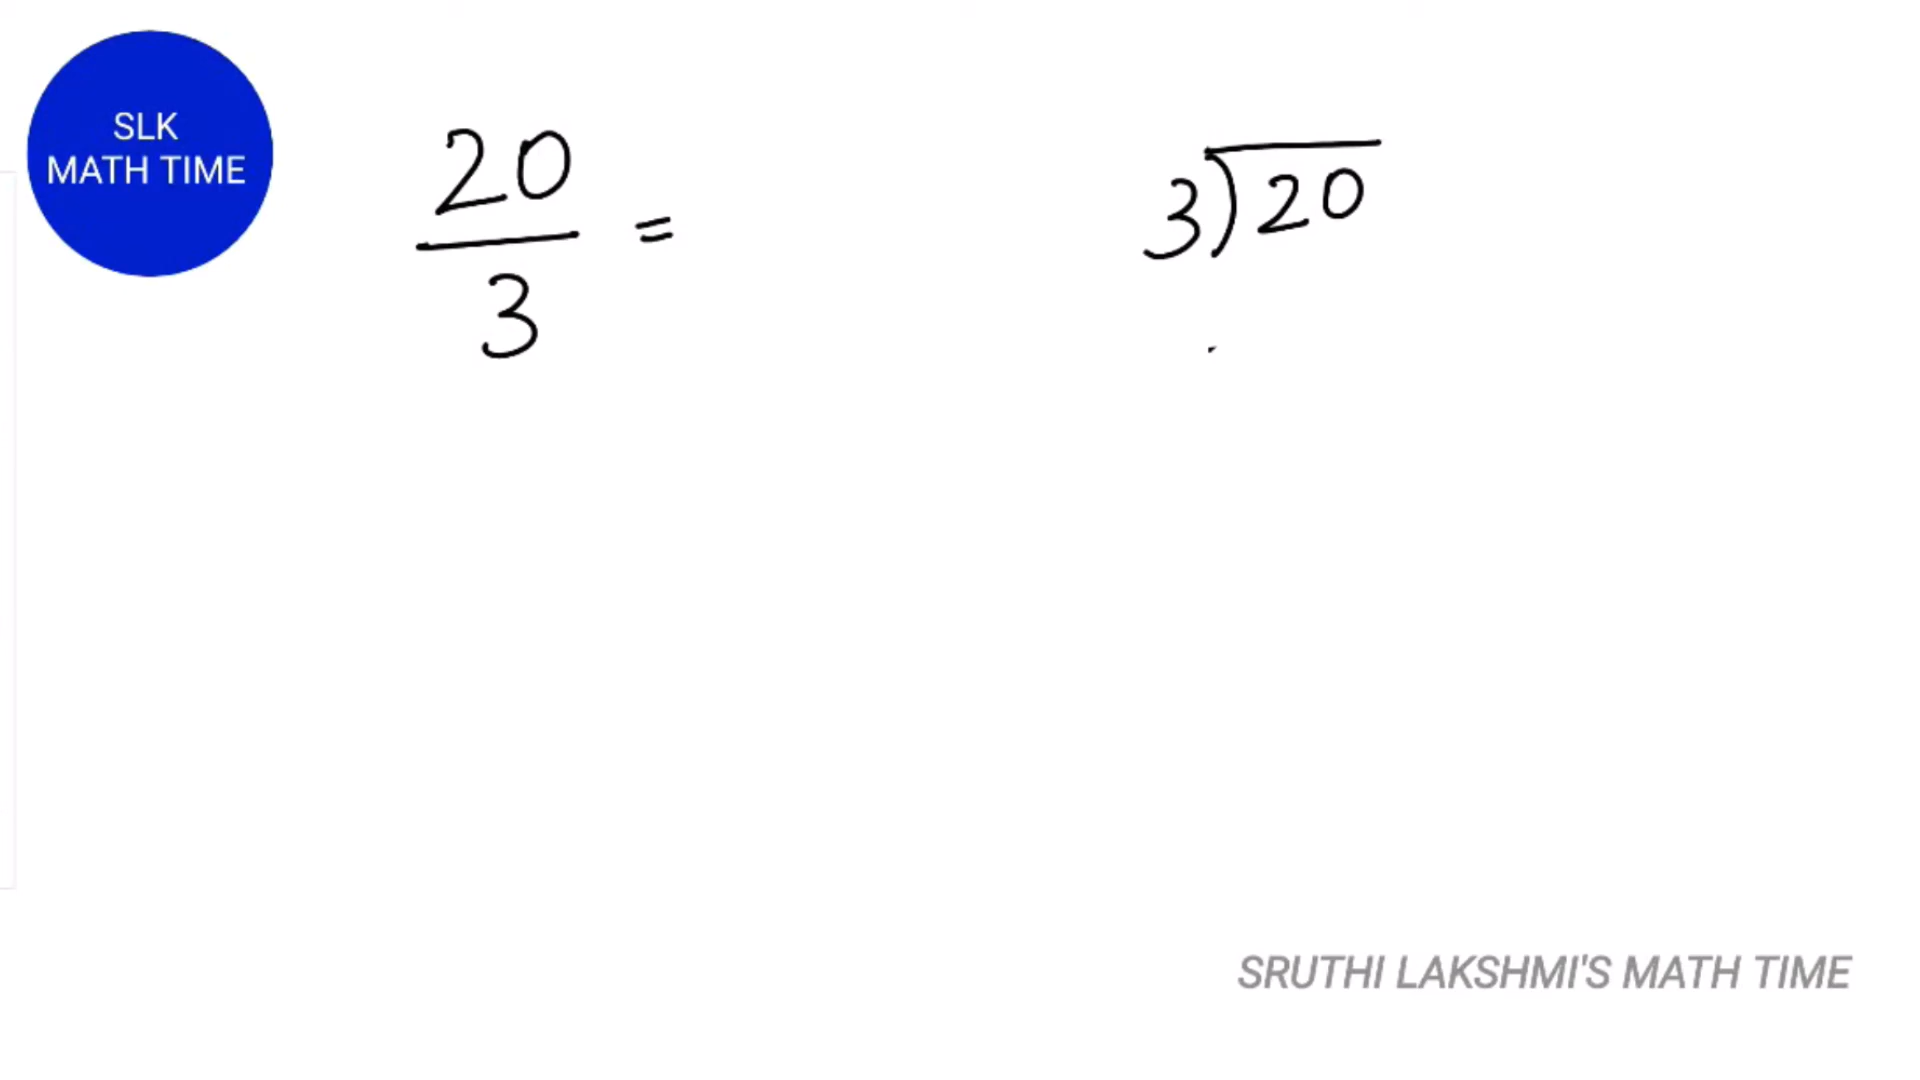 SLK
MATH TIME
20
3
=
3)20
SRUTHI LAKSHMI'S MATH TIME